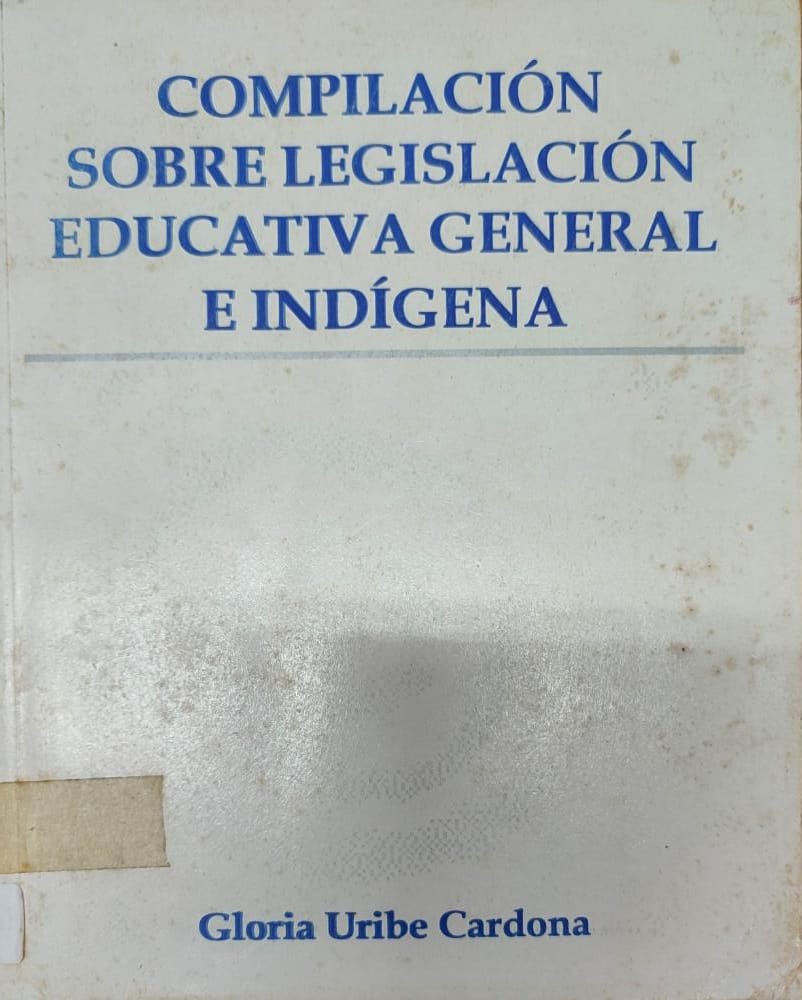 COMPILACIÓN
SOBRE LEGISLACIÓN
EDUCATIVA GENERAL
E INDÍGENA
Gloria Uribe Cardona